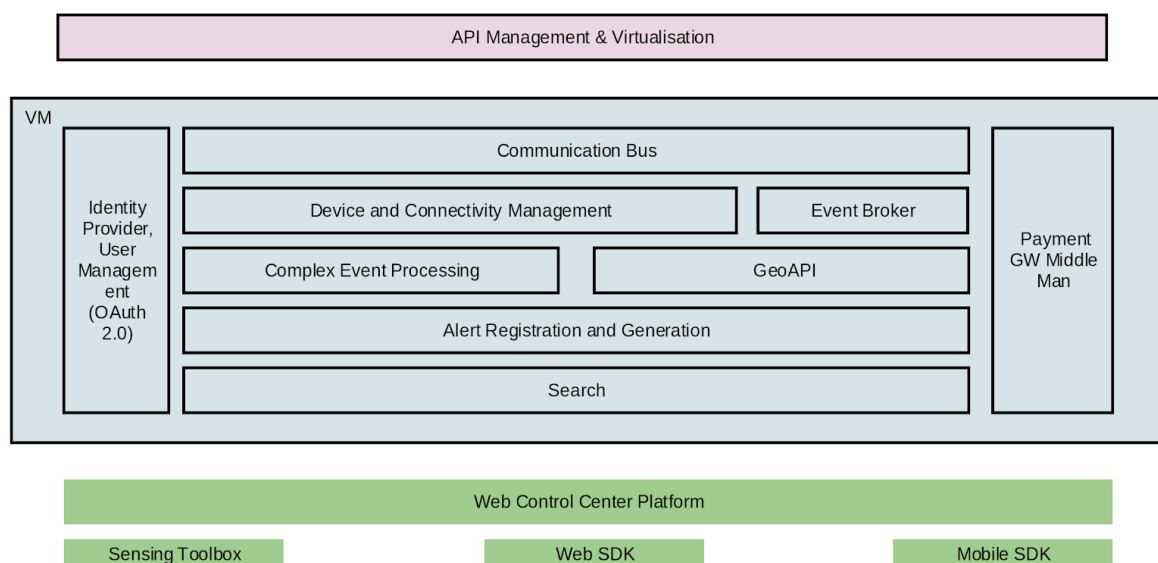 API Management & Virtualisation
VM
Identity
Provider,
User
Managem
ent
(OAuth
2.0)
Communication Bus
Device and Connectivity Management
Event Broker
Complex Event Processing
GeoAPI
Alert Registration and Generation
Search
Payment
GW Middle
Man
Web Control Center Platform
Sensing Toolbox
Web SDK
Mobile SDK